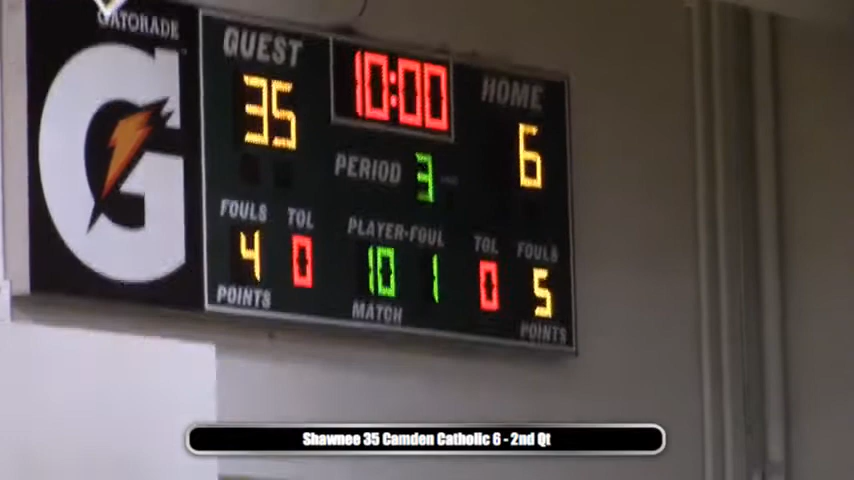 GATORADE
G
GUEST
10:00
HOME
35
6
PERIOD 3
FOULS TOL PLAYER-FOUL TOL FOULS
4 0 10 1 0 5
POINTS MATCH POINTS
Shawnee 35 Camden Catholic 6 - 2nd Qt